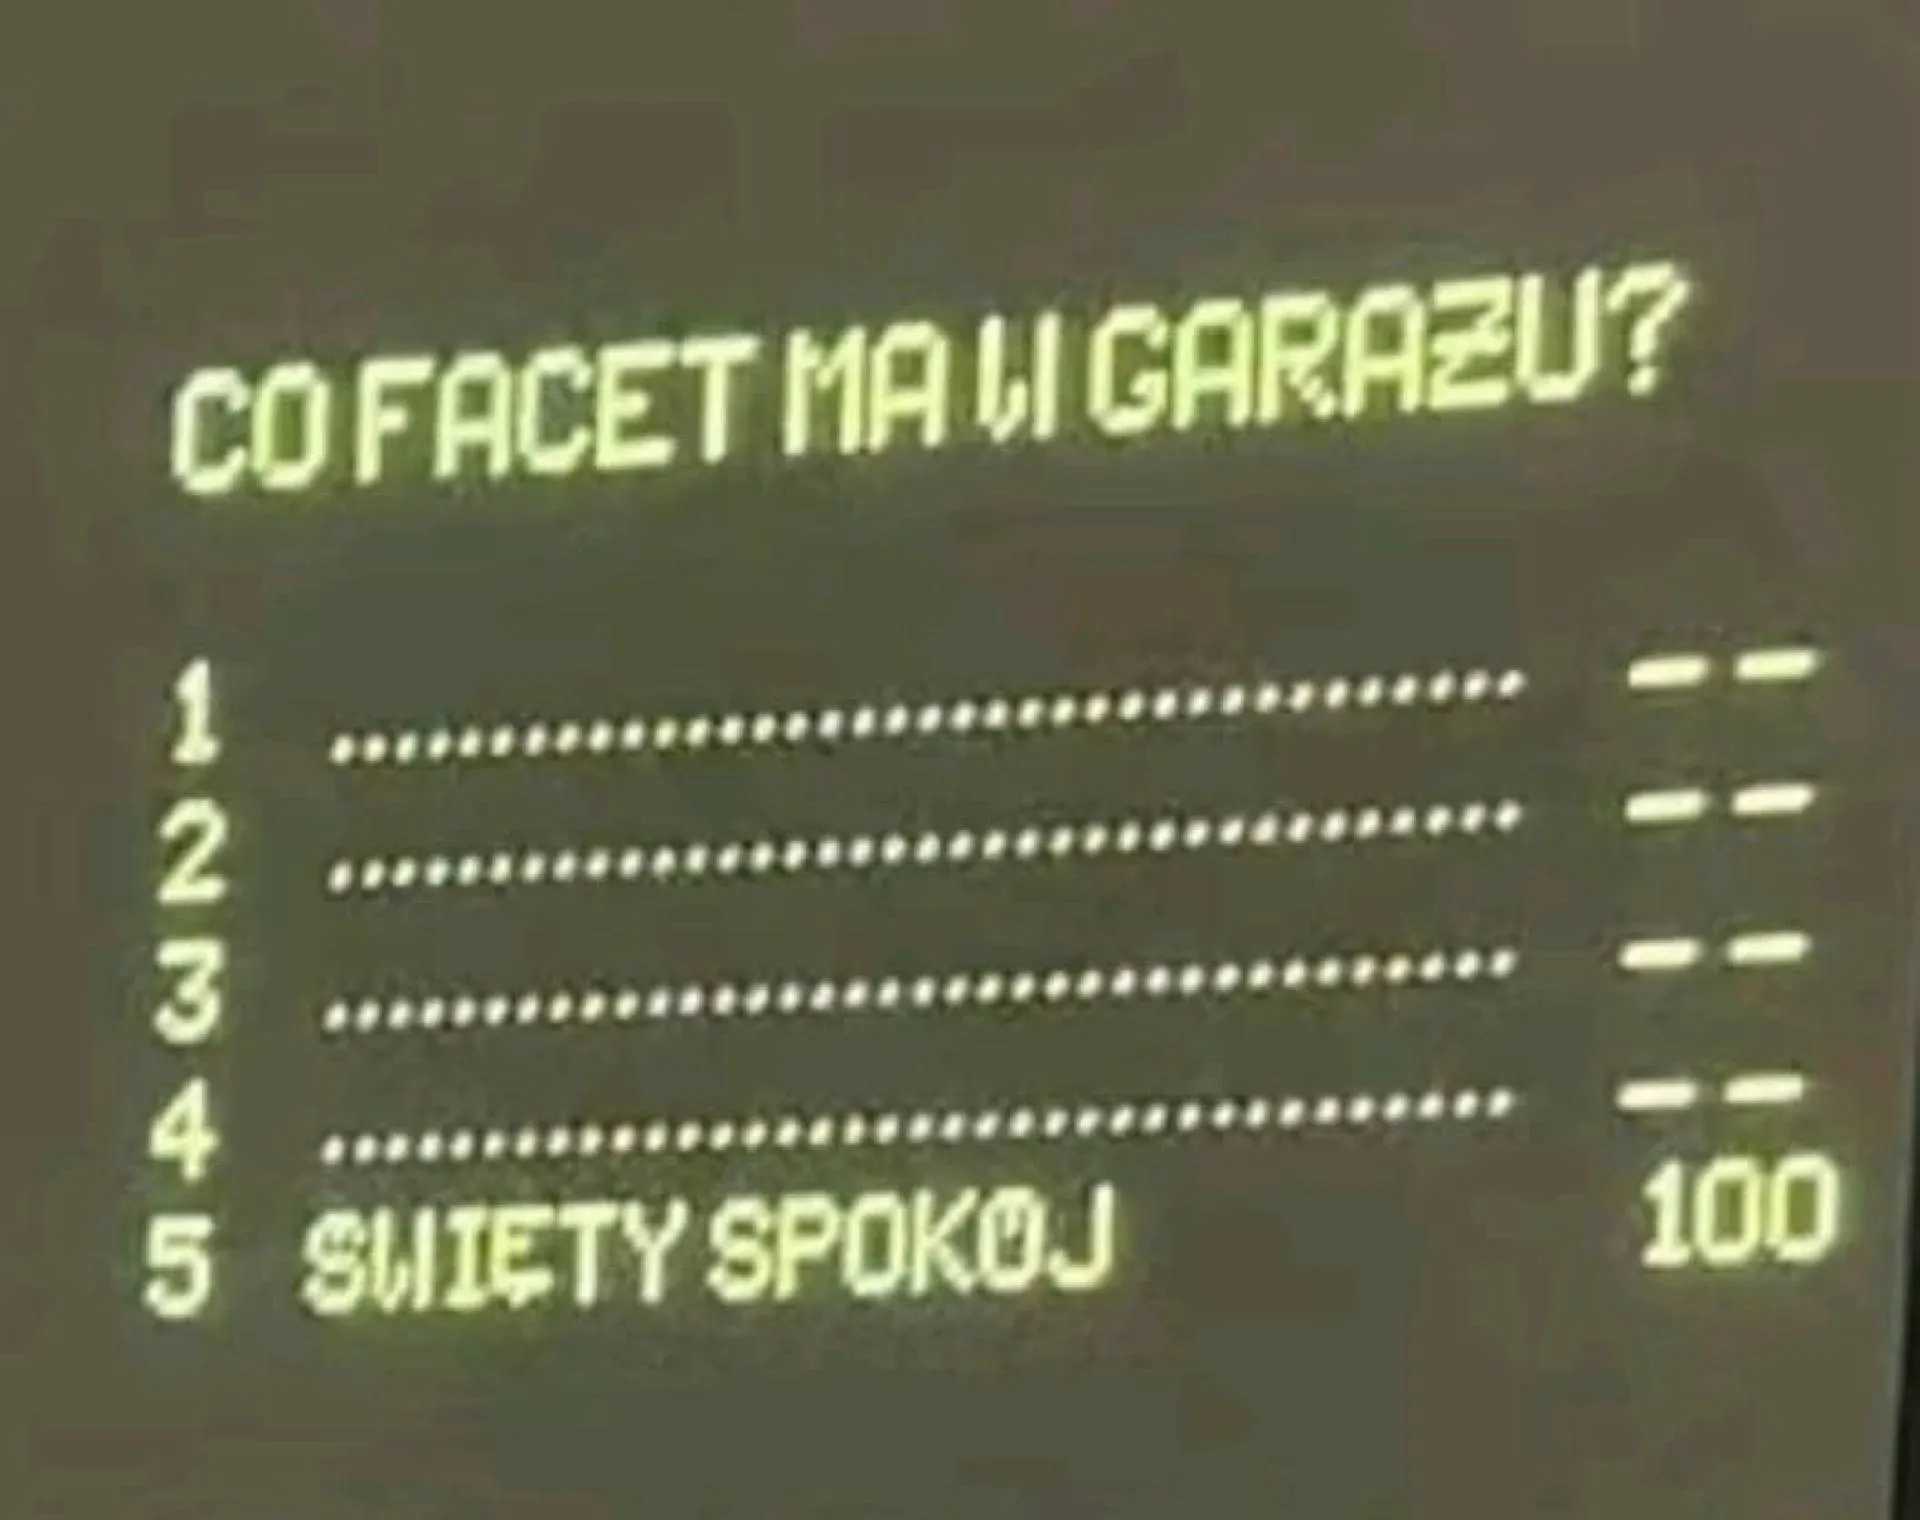 CO FACET MA W GARAŻU?
1 .................................... — —
2 .................................... — —
3 .................................... — —
4 .................................... — —
5 ŚWIĘTY SPOKÓJ 100